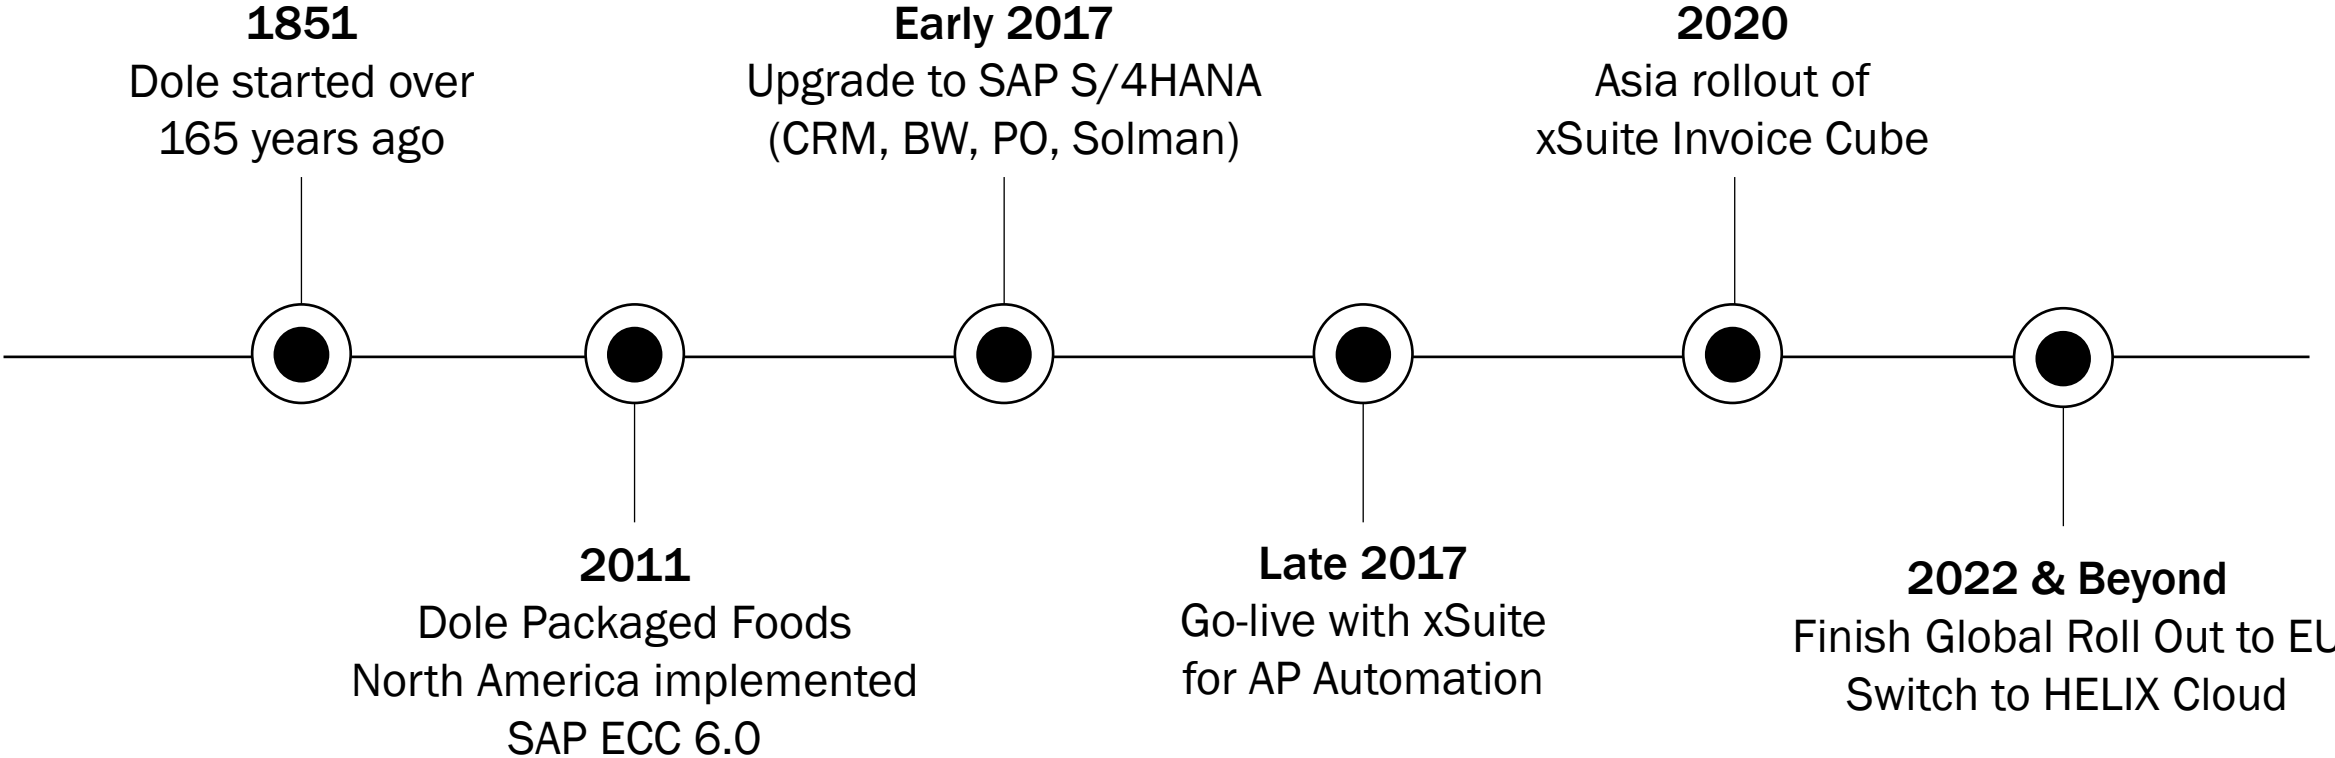 1851
Dole started over
165 years ago
2011
Dole Packaged Foods
North America implemented
SAP ECC 6.0
Early 2017
Upgrade to SAP S/4HANA
(CRM, BW, PO, Solman)
Late 2017
Go-live with xSuite
for AP Automation
2020
Asia rollout of
xSuite Invoice Cube
2022 & Beyond
Finish Global Roll Out to EU
Switch to HELIX Cloud